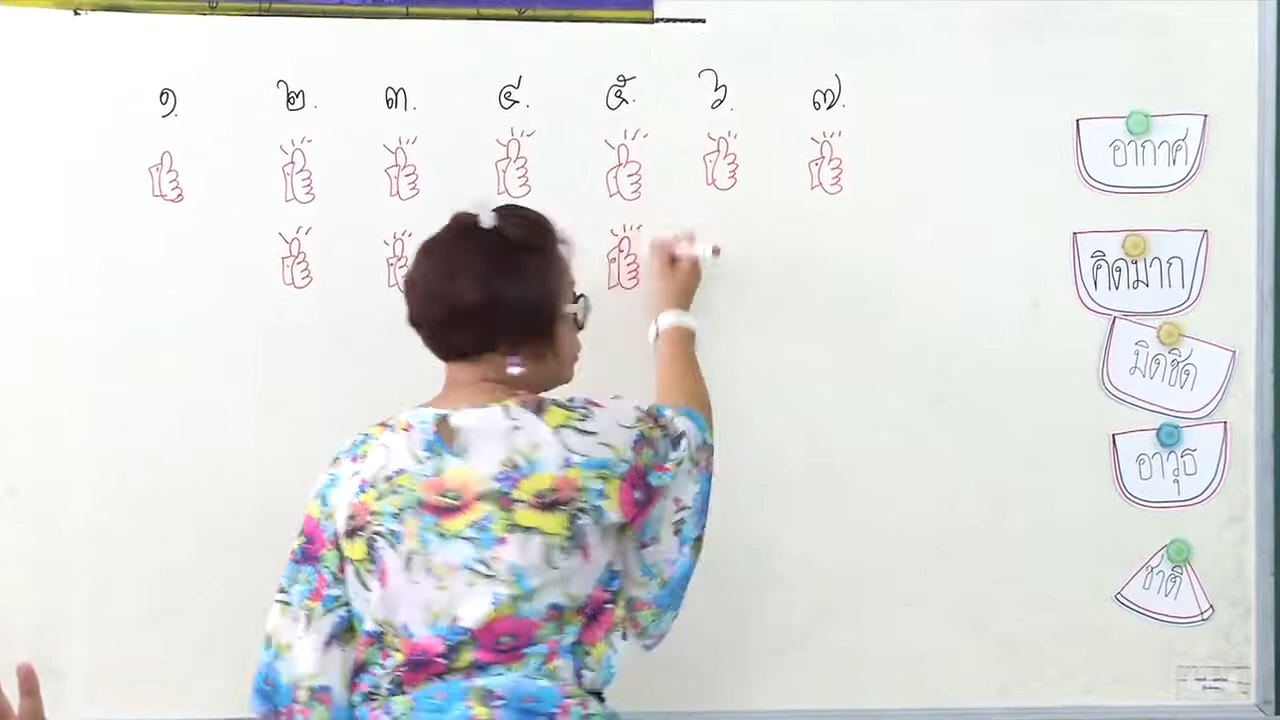 ๑. ๒. ๓. ๔. ๕. ๖. ๗.
อากาศ
คิดมาก
มิดชิด
อาวุธ
ชาติ